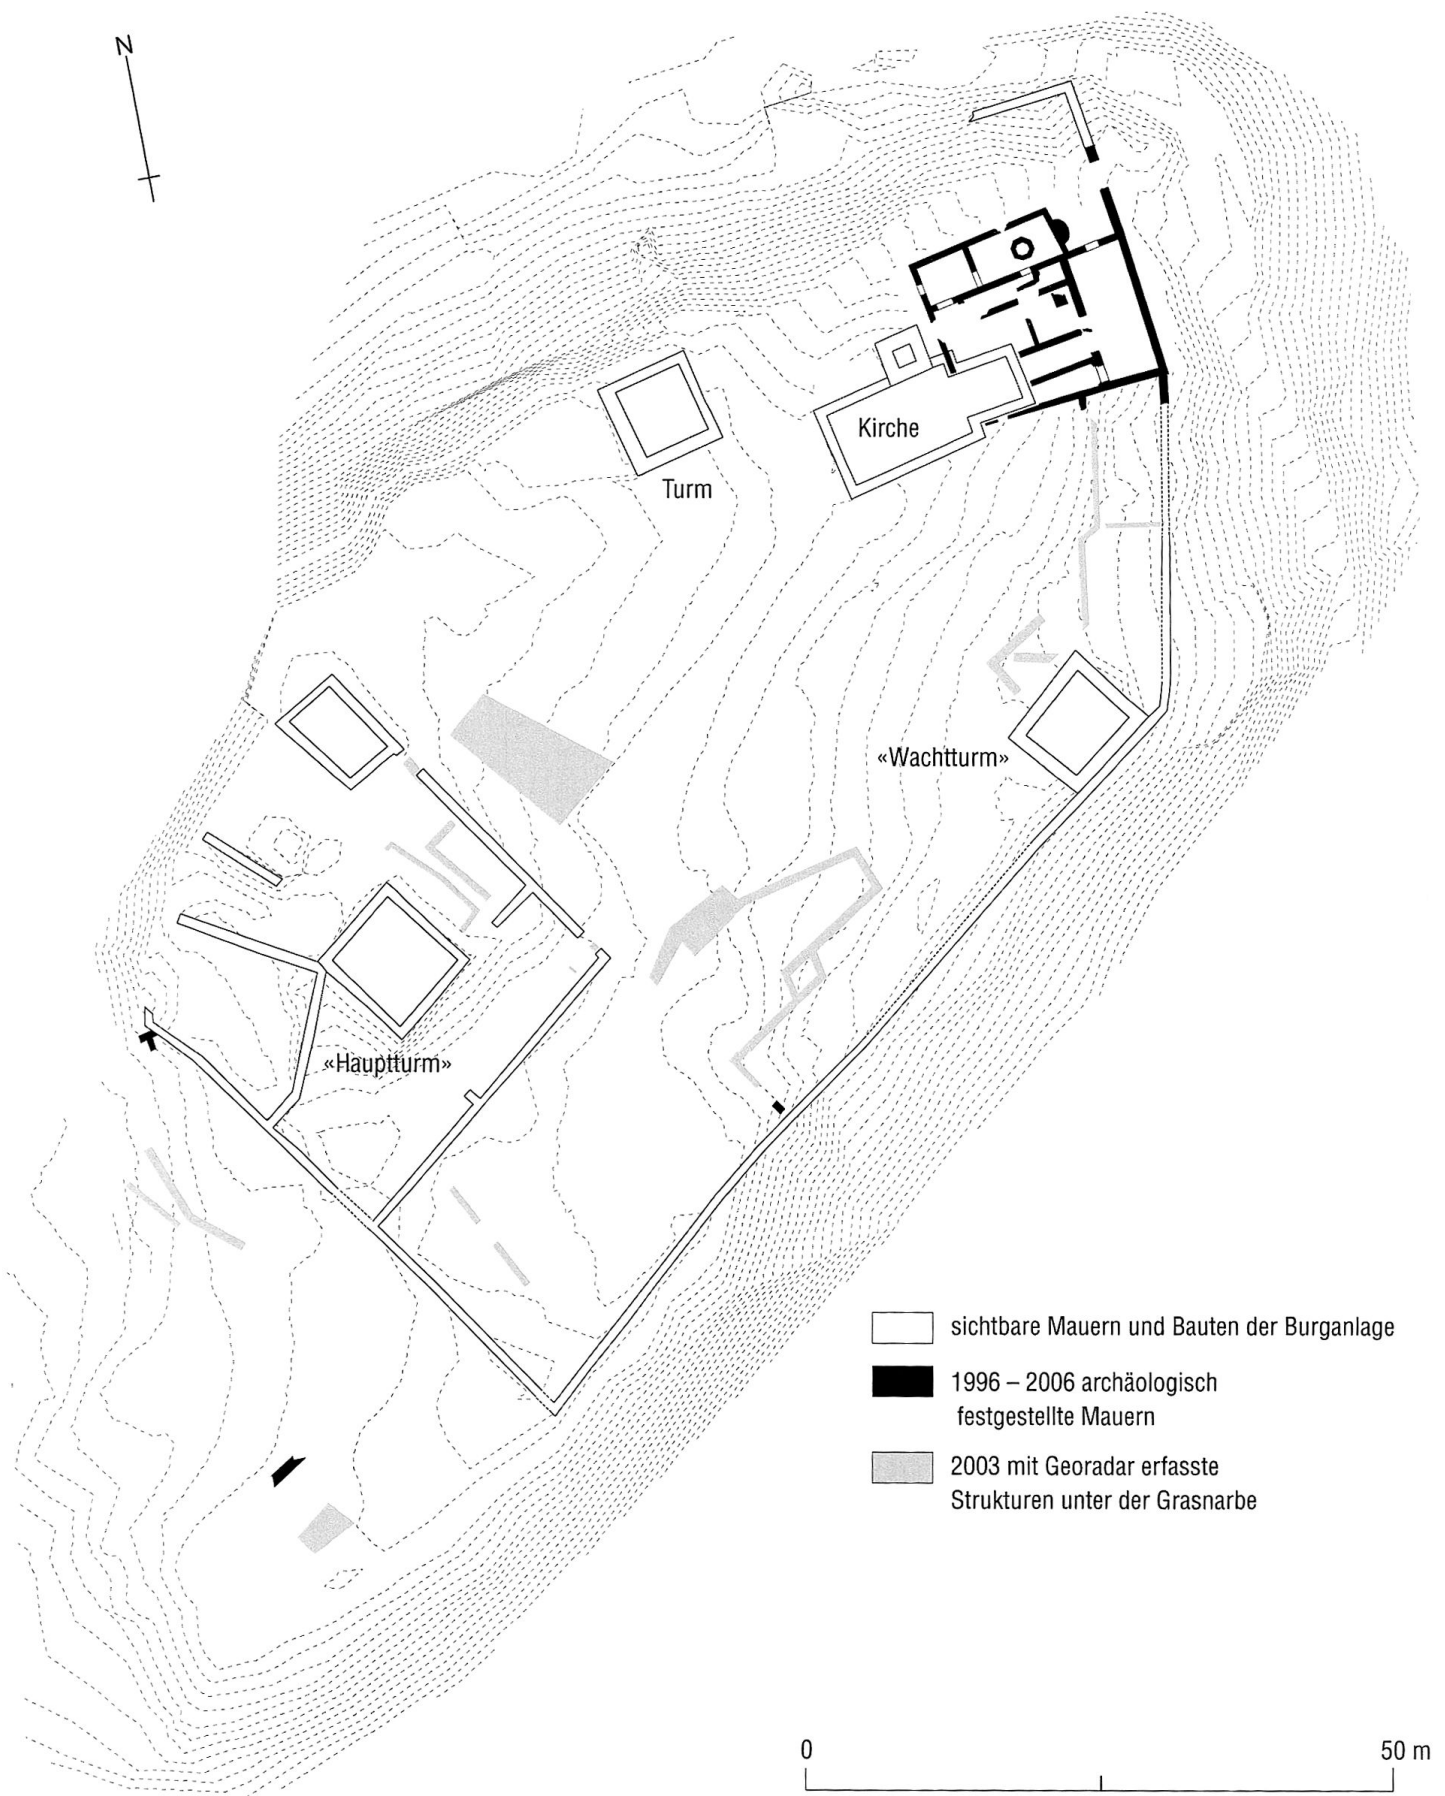 N
Kirche
Turm
«Wachtturm»
«Hauptturm»
sichtbare Mauern und Bauten der Burganlage
1996 – 2006 archäologisch
festgestellte Mauern
2003 mit Georadar erfasste
Strukturen unter der Grasnarbe
0
50 m